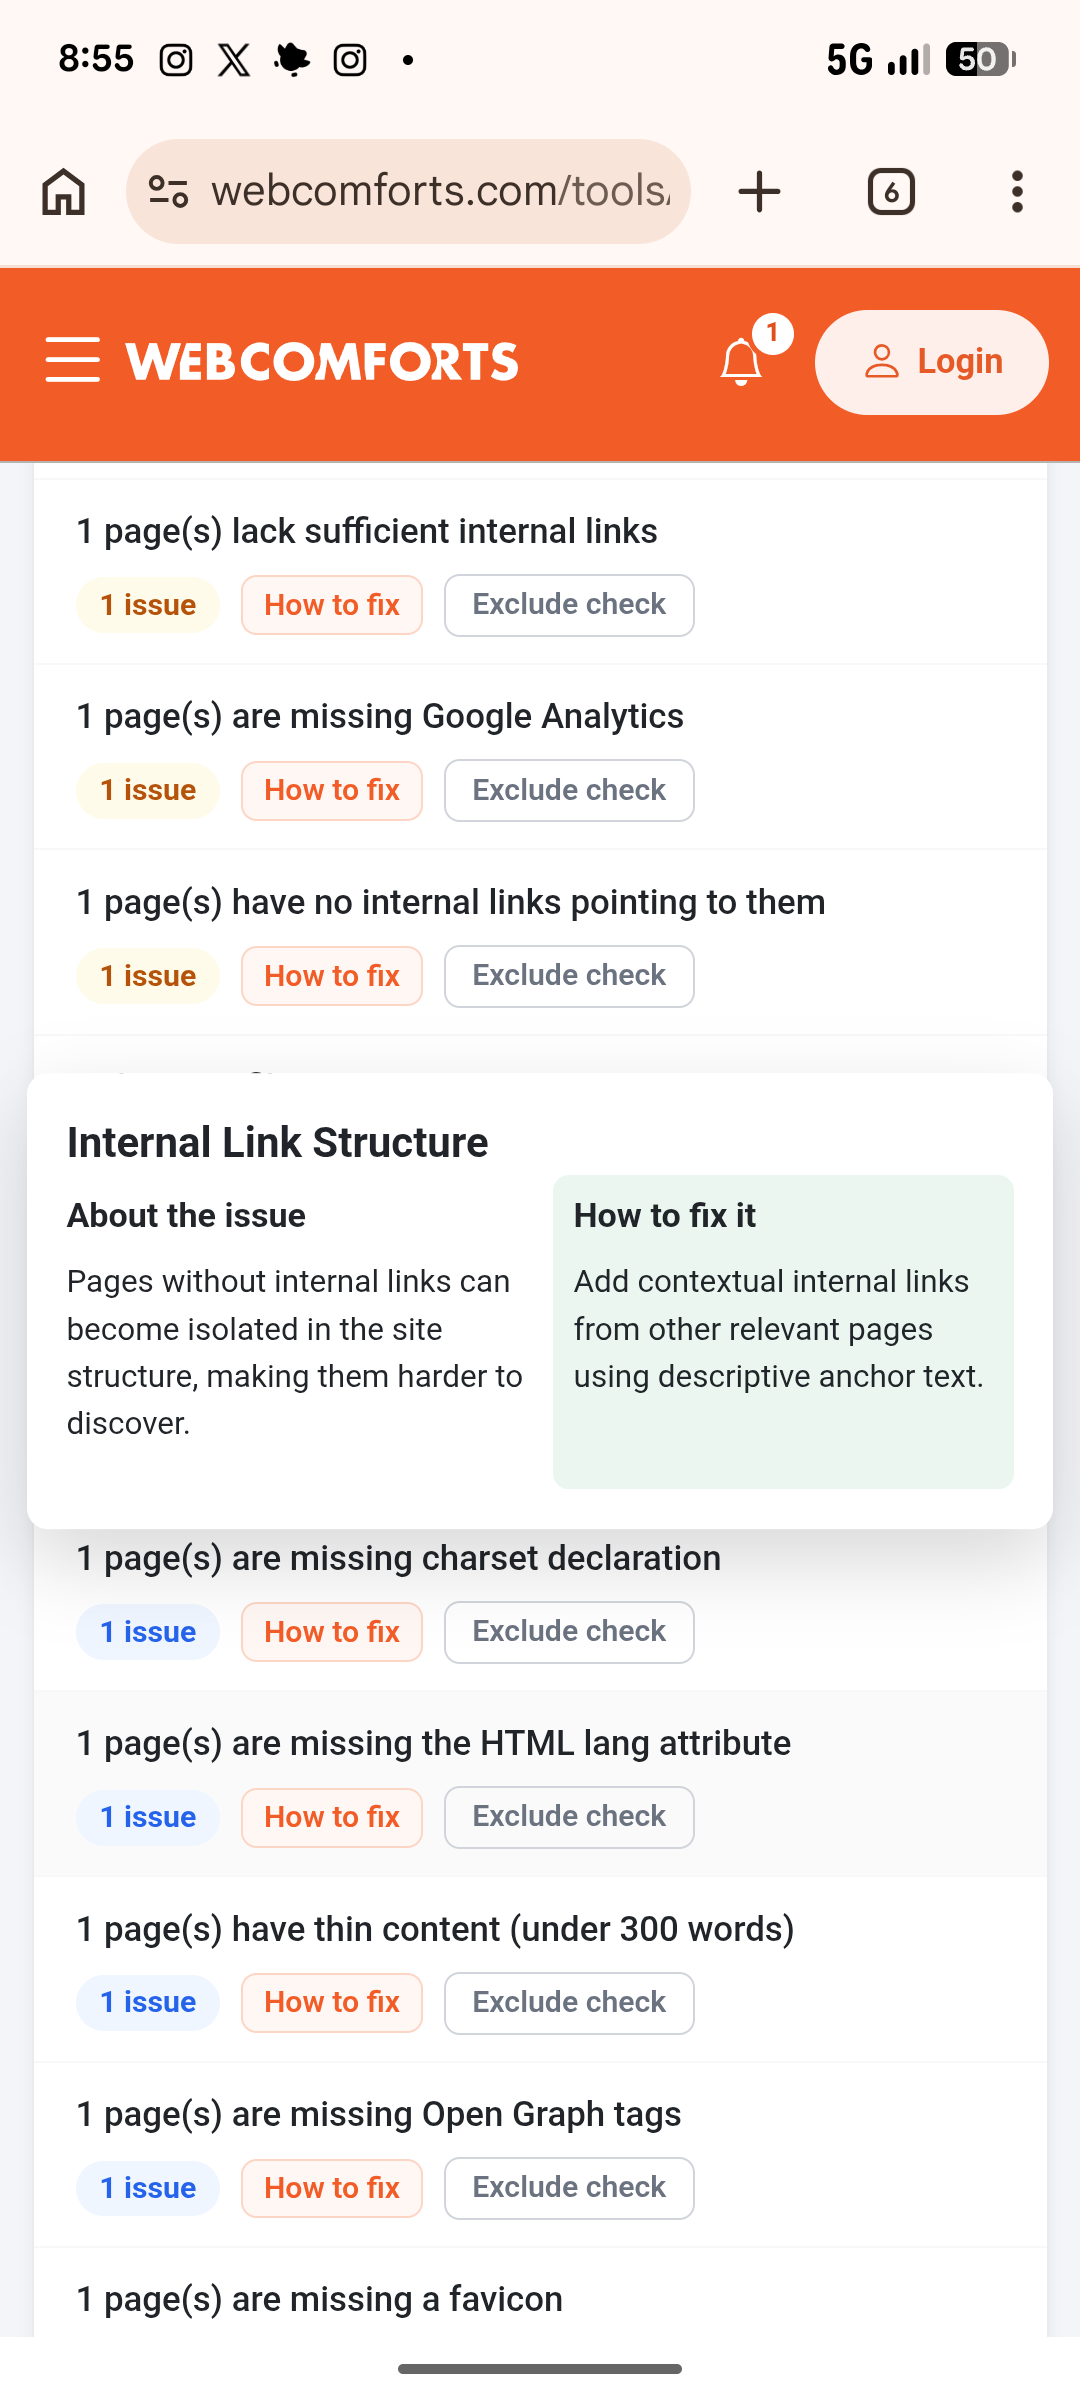 8:55
5G
50
webcomforts.com/tools/
6
WEBCOMFORTS
1
Login
1 page(s) lack sufficient internal links
1 issue
How to fix
Exclude check
1 page(s) are missing Google Analytics
1 issue
How to fix
Exclude check
1 page(s) have no internal links pointing to them
1 issue
How to fix
Exclude check
Internal Link Structure
About the issue
Pages without internal links can
become isolated in the site
structure, making them harder to
discover.
How to fix it
Add contextual internal links
from other relevant pages
using descriptive anchor text.
1 page(s) are missing charset declaration
1 issue
How to fix
Exclude check
1 page(s) are missing the HTML lang attribute
1 issue
How to fix
Exclude check
1 page(s) have thin content (under 300 words)
1 issue
How to fix
Exclude check
1 page(s) are missing Open Graph tags
1 issue
How to fix
Exclude check
1 page(s) are missing a favicon